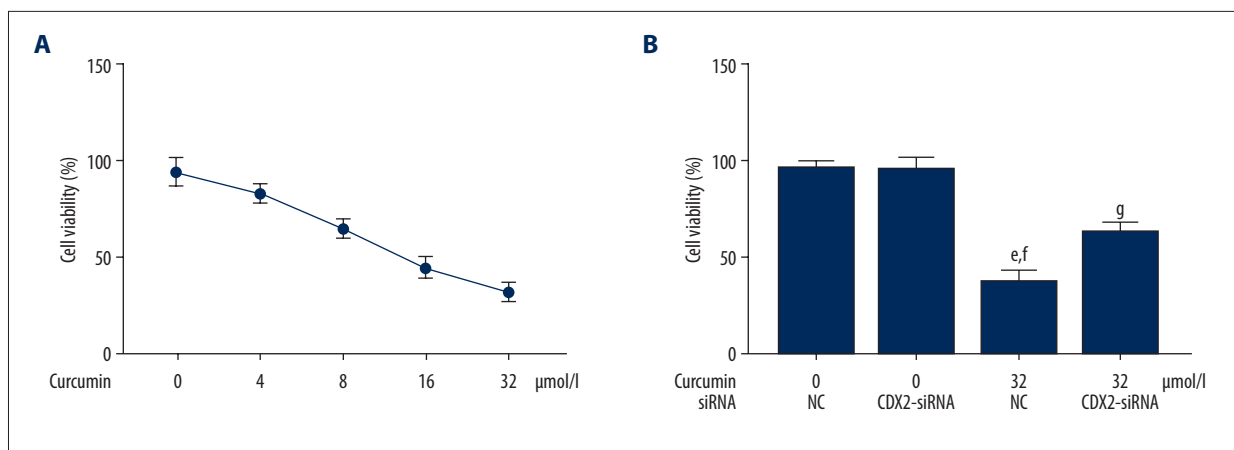 A
150
100
50
0
Cell viability (%)
Curcumin 0 4 8 16 32 µmol/l
B
150
100
50
0
Cell viability (%)
e,f
g
Curcumin 0 0 32 32 µmol/l
siRNA NC CDX2-siRNA NC CDX2-siRNA